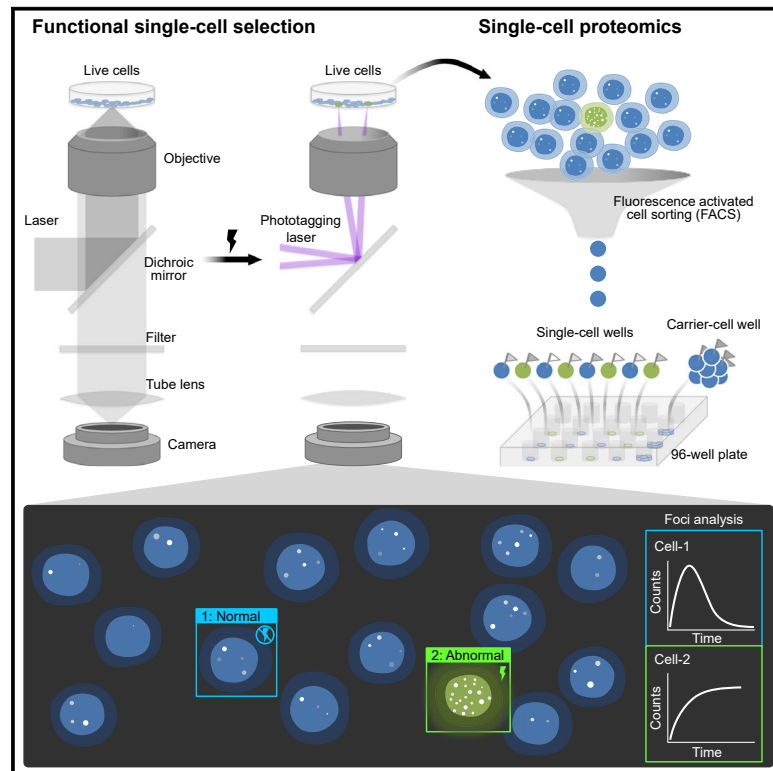 Functional single-cell selection
Single-cell proteomics
Live cells
Objective
Laser
Dichroic
mirror
Filter
Tube lens
Camera
Live cells
Phototagging
laser
Fluorescence activated
cell sorting (FACS)
Single-cell wells
Carrier-cell well
96-well plate
1: Normal
2: Abnormal
Foci analysis
Cell-1
Counts
Time
Cell-2
Counts
Time